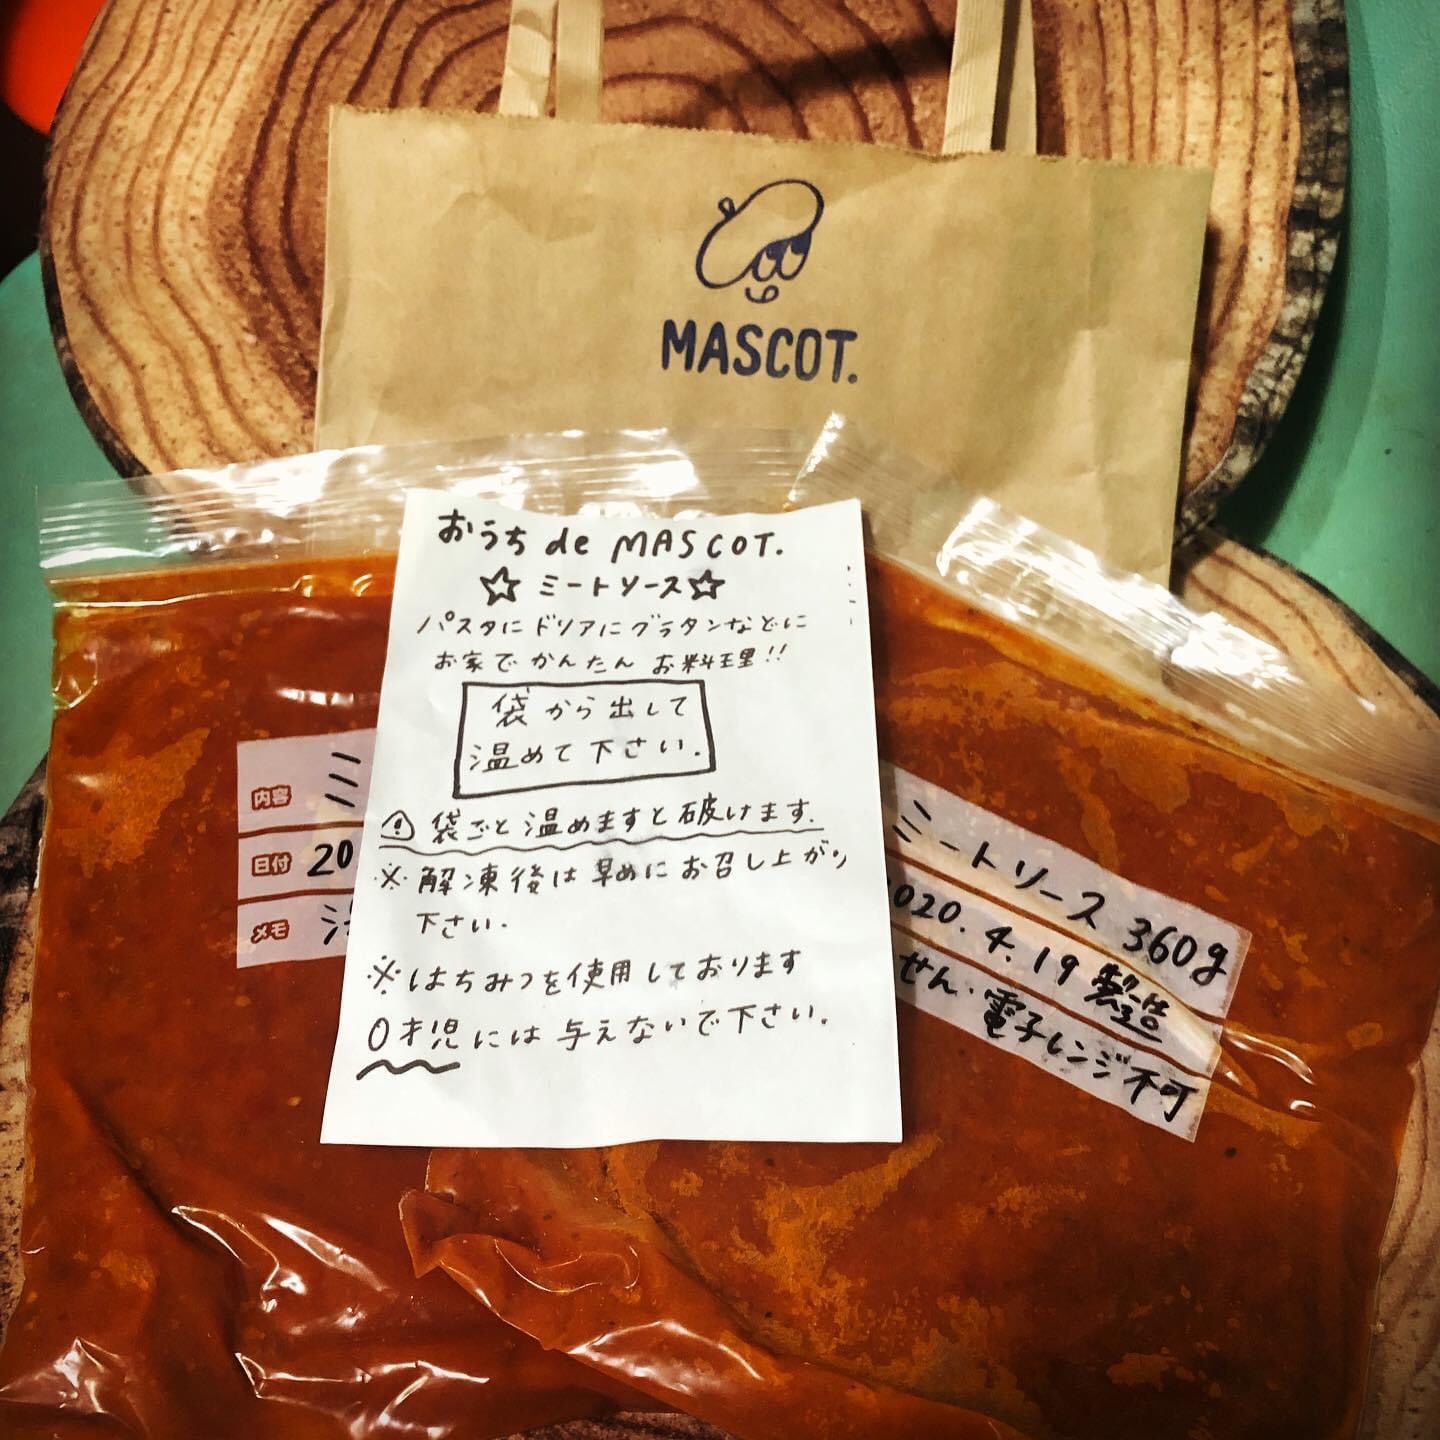 MASCOT.
おうち de MASCOT.
☆ミートソース☆
パスタにドリアにグラタンなどに
お家でかんたんお料理!!
袋から出して
温めて下さい.
袋ごと温めますと破けます.
※解凍後は早めにお召し上がり
下さい.
※はちみつを使用しております
0才児には与えないで下さい.
内容 ミ
日付 20
メモ
ミートソース 360g
2020.4.19 製造
せん・電子レンジ不可